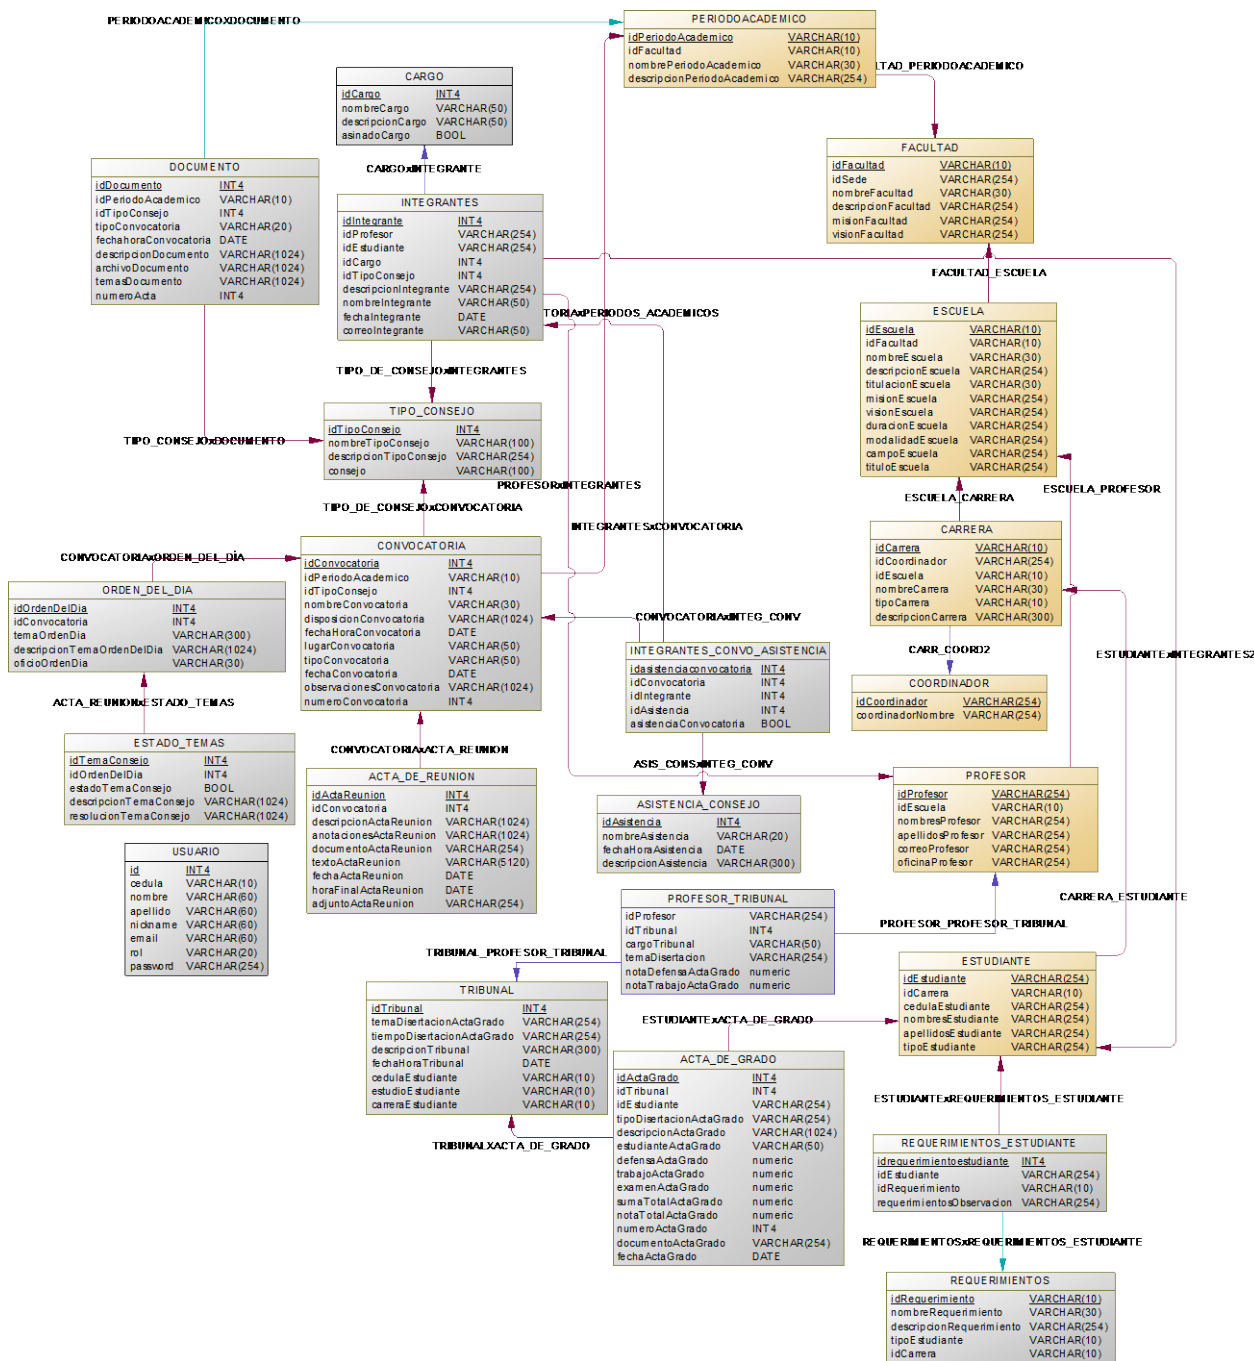 PERIODOACADEMICOXDOCUMENTO
PERIODOACADEMICO
idPeriodoAcademico VARCHAR(10)
idFacultad VARCHAR(10)
nombrePeriodoAcademico VARCHAR(30)
descripcionPeriodoAcademico VARCHAR(254)
LTAD_PERIODOACADEMICO
CARGO
idCargo INT4
nombreCargo VARCHAR(50)
descripcionCargo VARCHAR(50)
asinadoCargo BOOL
CARGOxINTEGRANTE
DOCUMENTO
idDocumento INT4
idPeriodoAcademico VARCHAR(10)
idTipoConsejo INT4
tipoConvocatoria VARCHAR(20)
fechahoraConvocatoria DATE
descripcionDocumento VARCHAR(1024)
archivoDocumento VARCHAR(1024)
temasDocumento VARCHAR(1024)
numeroActa INT4
FACULTAD
idFacultad VARCHAR(10)
idSede VARCHAR(254)
nombreFacultad VARCHAR(30)
descripcionFacultad VARCHAR(254)
misionFacultad VARCHAR(254)
visionFacultad VARCHAR(254)
INTEGRANTES
idIntegrante INT4
idProfesor VARCHAR(254)
idEstudiante VARCHAR(254)
idCargo INT4
idTipoConsejo INT4
descripcionIntegrante VARCHAR(254)
nombreIntegrante VARCHAR(50)
fechaIntegrante DATE
correoIntegrante VARCHAR(50)
FACULTAD_ESCUELA
TORIAxPERIODOS_ACADEMICOS
ESCUELA
idEscuela VARCHAR(10)
idFacultad VARCHAR(10)
nombreEscuela VARCHAR(30)
descripcionEscuela VARCHAR(254)
titulacionEscuela VARCHAR(30)
misionEscuela VARCHAR(254)
visionEscuela VARCHAR(254)
duracionEscuela VARCHAR(254)
modalidadEscuela VARCHAR(254)
campoEscuela VARCHAR(254)
tituloEscuela VARCHAR(254)
TIPO_DE_CONSEJOxINTEGRANTES
TIPO_CONSEJO
idTipoConsejo INT4
nombreTipoConsejo VARCHAR(100)
descripcionTipoConsejo VARCHAR(254)
consejo VARCHAR(100)
TIPO_CONSEJOxDOCUMENTO
PROFESORxINTEGRANTES
TIPO_DE_CONSEJOxCONVOCATORIA
INTEGRANTESxCONVOCATORIA
ESCUELA_CARRERA
ESCUELA_PROFESOR
CONVOCATORIA
idConvocatoria INT4
idPeriodoAcademico VARCHAR(10)
idTipoConsejo INT4
nombreConvocatoria VARCHAR(30)
disposicionConvocatoria VARCHAR(1024)
fechaHoraConvocatoria DATE
lugarConvocatoria VARCHAR(50)
tipoConvocatoria VARCHAR(50)
fechaConvocatoria DATE
observacionesConvocatoria VARCHAR(1024)
numeroConvocatoria INT4
CONVOCATORIAxORDEN_DEL_DÌA
ORDEN_DEL_DIA
idOrdenDelDia INT4
idConvocatoria INT4
temaOrdenDia VARCHAR(300)
descripcionTemaOrdenDelDia VARCHAR(1024)
oficioOrdenDia VARCHAR(30)
CARRERA
idCarrera VARCHAR(10)
idCoordinador VARCHAR(254)
idEscuela VARCHAR(10)
nombreCarrera VARCHAR(30)
tipoCarrera VARCHAR(10)
descripcionCarrera VARCHAR(300)
CONVOCATORIAxINTEG_CONV
INTEGRANTES_CONVO_ASISTENCIA
idasistenciaconvocatoria INT4
idConvocatoria INT4
idIntegrante INT4
idAsistencia INT4
asistenciaConvocatoria BOOL
CARR_COORD2
ESTUDIANTExINTEGRANTES2
COORDINADOR
idCoordinador VARCHAR(254)
coordinadorNombre VARCHAR(254)
ACTA_REUNIONxESTADO_TEMAS
ESTADO_TEMAS
idTemaConsejo INT4
idOrdenDelDia INT4
estadoTemaConsejo BOOL
descripcionTemaConsejo VARCHAR(1024)
resolucionTemaConsejo VARCHAR(1024)
CONVOCATORIAxACTA_REUNION
ASIS_CONSxINTEG_CONV
ACTA_DE_REUNION
idActaReunion INT4
idConvocatoria INT4
descripcionActaReunion VARCHAR(1024)
anotacionesActaReunion VARCHAR(1024)
documentoActaReunion VARCHAR(254)
textoActaReunion VARCHAR(5120)
fechaActaReunion DATE
horaFinalActaReunion DATE
adjuntoActaReunion VARCHAR(254)
ASISTENCIA_CONSEJO
idAsistencia INT4
nombreAsistencia VARCHAR(20)
fechaHoraAsistencia DATE
descripcionAsistencia VARCHAR(300)
PROFESOR
idProfesor VARCHAR(254)
idEscuela VARCHAR(10)
nombresProfesor VARCHAR(254)
apellidosProfesor VARCHAR(254)
correoProfesor VARCHAR(254)
oficinaProfesor VARCHAR(254)
USUARIO
id INT4
cedula VARCHAR(10)
nombre VARCHAR(60)
apellido VARCHAR(60)
nickname VARCHAR(60)
email VARCHAR(60)
rol VARCHAR(20)
password VARCHAR(254)
CARRERA_ESTUDIANTE
PROFESOR_TRIBUNAL
idProfesor VARCHAR(254)
idTribunal INT4
cargoTribunal VARCHAR(50)
temaDisertacion VARCHAR(254)
notaDefensaActaGrado numeric
notaTrabajoActaGrado numeric
PROFESOR_PROFESOR_TRIBUNAL
TRIBUNAL_PROFESOR_TRIBUNAL
ESTUDIANTE
idEstudiante VARCHAR(254)
idCarrera VARCHAR(10)
cedulaEstudiante VARCHAR(254)
nombresEstudiante VARCHAR(254)
apellidosEstudiante VARCHAR(254)
tipoEstudiante VARCHAR(254)
TRIBUNAL
idTribunal INT4
temaDisertacionActaGrado VARCHAR(254)
tiempoDisertacionActaGrado VARCHAR(254)
descripcionTribunal VARCHAR(300)
fechaHoraTribunal DATE
cedulaEstudiante VARCHAR(10)
estudioEstudiante VARCHAR(10)
carreraEstudiante VARCHAR(10)
ESTUDIANTExACTA_DE_GRADO
ACTA_DE_GRADO
idActaGrado INT4
idTribunal INT4
idEstudiante VARCHAR(254)
tipoDisertacionActaGrado VARCHAR(254)
descripcionActaGrado VARCHAR(1024)
estudianteActaGrado VARCHAR(50)
defensaActaGrado numeric
trabajoActaGrado numeric
examenActaGrado numeric
sumaTotalActaGrado numeric
notaTotalActaGrado numeric
numeroActaGrado INT4
documentoActaGrado VARCHAR(254)
fechaActaGrado DATE
TRIBUNALXACTA_DE_GRADO
ESTUDIANTExREQUERIMIENTOS_ESTUDIANTE
REQUERIMIENTOS_ESTUDIANTE
idrequerimientoestudiante INT4
idEstudiante VARCHAR(254)
idRequerimiento VARCHAR(10)
requerimientosObservacion VARCHAR(254)
REQUERIMIENTOSxREQUERIMIENTOS_ESTUDIANTE
REQUERIMIENTOS
idRequerimiento VARCHAR(10)
nombreRequerimiento VARCHAR(30)
descripcionRequerimiento VARCHAR(254)
tipoEstudiante VARCHAR(10)
idCarrera VARCHAR(10)